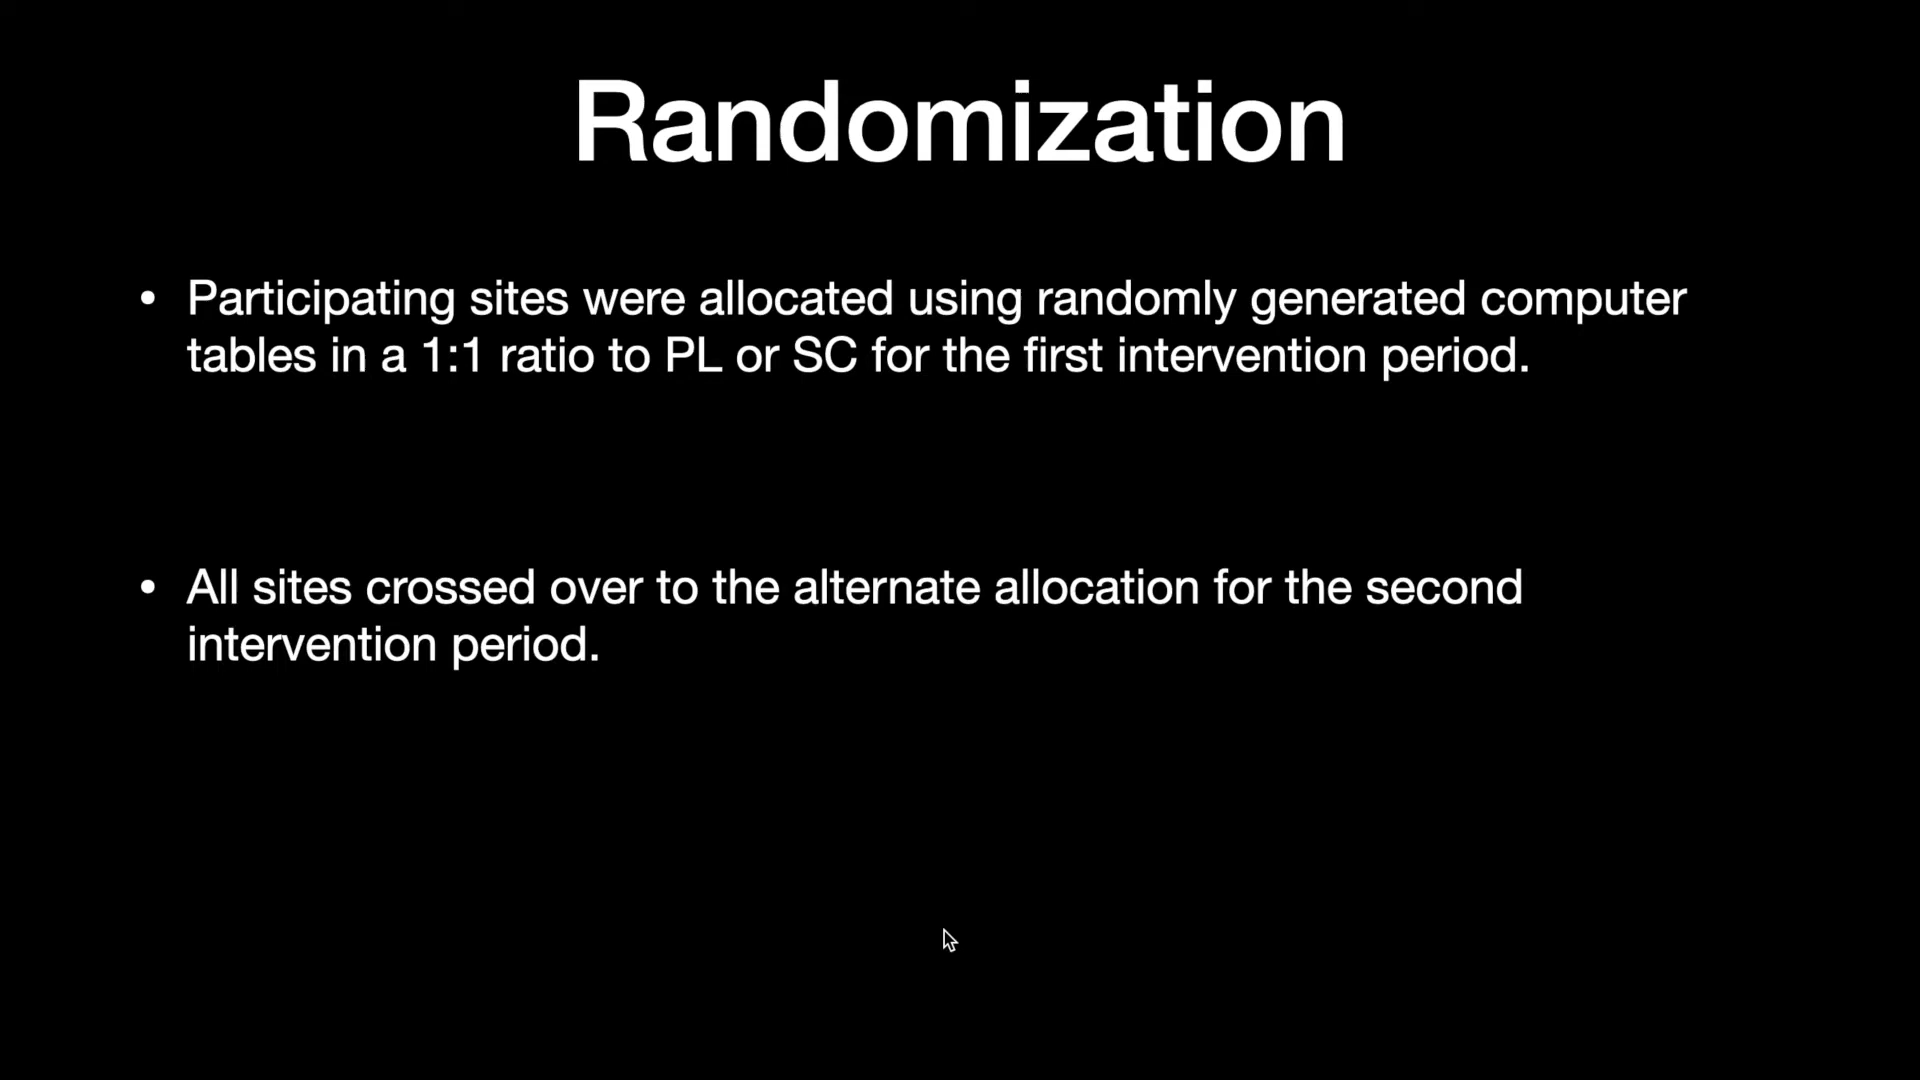 Randomization
• Participating sites were allocated using randomly generated computer
tables in a 1:1 ratio to PL or SC for the first intervention period.
• All sites crossed over to the alternate allocation for the second
intervention period.